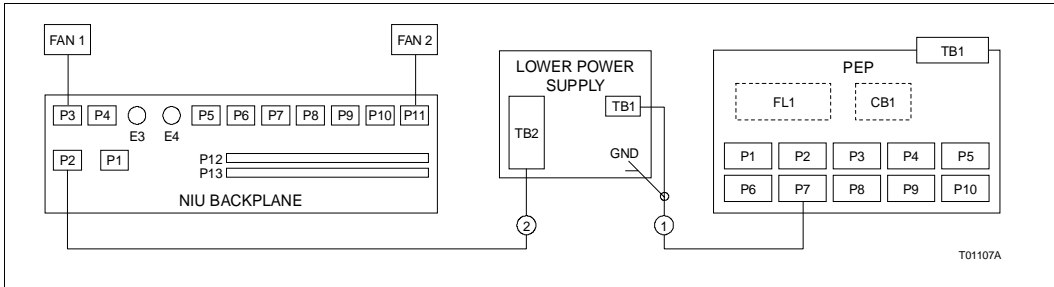 FAN 1
FAN 2
TB1
LOWER POWER
SUPPLY
PEP
FL1
CB1
P3 P4 E3 E4 P5 P6 P7 P8 P9 P10 P11
TB2
TB1
GND
P2 P1
P12
P13
NIU BACKPLANE
P1 P2 P3 P4 P5
P6 P7 P8 P9 P10
2
1
T01107A